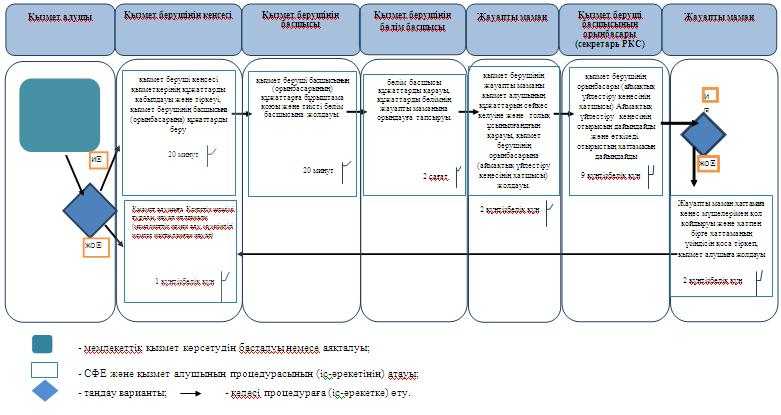 Қызмет алушы
Қызмет берушінің кеңсесі
Қызмет берушінің
басшысы
Қызмет берушінің
бөлім басшысы
Жауапты маман
Қызмет беруші
басшысының
орынбасары
(секретарь РКС)
Жауапты маман
қызмет беруші кеңсесі
қызметкерінің құжаттарды
қабылдауы және тіркеуі,
қызмет берушінің басшысына
(орынбасарына) құжаттарды
беру
20 минут
қызмет беруші басшысының
(орынбасарының)
құжаттарға бұрыштама
қоюы және тиісті бөлім
басшысына жолдауы.
20 минут
бөлім басшысы
құжаттарды қарауы,
құжаттарды бөлімнің
жауапты маманына
орындауға тапсыруы.
2 сағат.
қызмет берушінің
жауапты маманы
қызмет алушының
құжаттарын сәйкес
келуіне және толық
ұсынылғандығын
қарауы, қызмет
берушінің
орынбасарына
(аймақтық үйлестіру
кеңесінің хатшысы)
жолдауы.
2 күнтізбелік күн
қызмет берушінің
орынбасары (аймақтық
үйлестіру кеңесінің
хатшысы) Аймақтық
үйлестіру кеңесінің
отырысын дайындайды
және өткізеді.
отырыстың хаттамасын
дайындайды
9 күнтізбелік күн
И
ЖО
И
ЖО
1 күнтізбелік күн
Жауапты маман хаттамаға
кеңес мүшелерімен қол
қойдыруы және хатпен
бірге хаттаманың
үзіндісін қоса тіркеп,
қызмет алушыға жолдауы
2 күнтізбелік күн
- мемлекеттік қызмет көрсетудің басталуы немесе аяқталуы;
- СФЕ және қызмет алушының процедурасының (іс-әрекетінің) атауы;
- таңдау варианты;
- келесі процедураға (іс-әрекетке) өту.